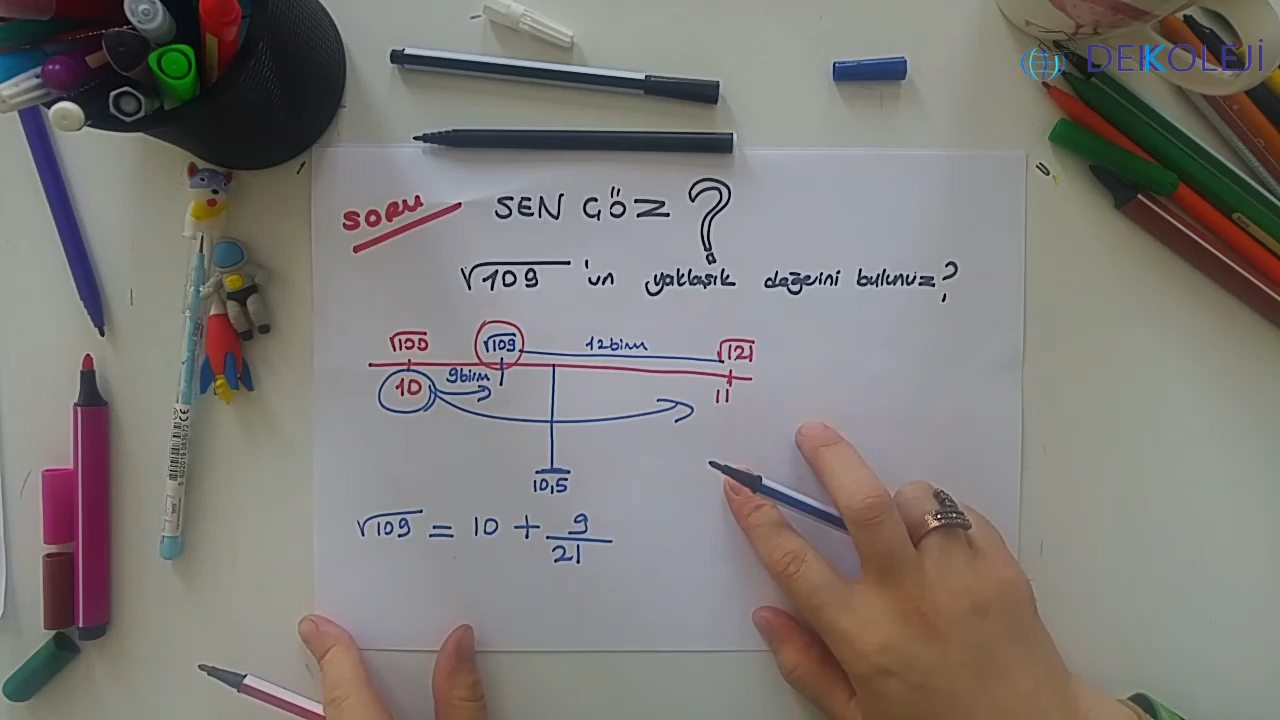 DEKKOLEJİ
SORU SEN ÇÖZ ?
√109 'un yaklaşık değerini bulunuz?
√100 √109 12birim √121
10 9birim 11
10,5
√109 = 10 + 9/21